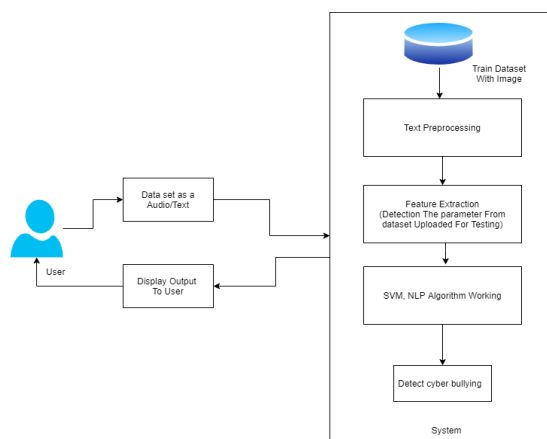 Train Dataset
With Image
Text Preprocessing
Data set as a
Audio/Text
Feature Extraction
(Detection The parameter From
dataset Uploaded For Testing)
User
Display Output
To User
SVM, NLP Algorithm Working
Detect cyber bullying
System